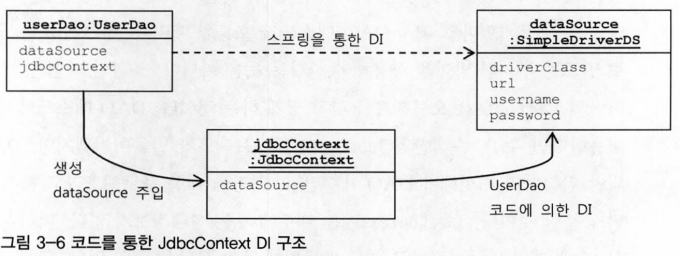 userDao:UserDao
dataSource
jdbcContext
스프링을 통한 DI
dataSource
:SimpleDriverDS
driverClass
url
username
password
생성
dataSource 주입
jdbcContext
:JdbcContext
dataSource
UserDao
코드에 의한 DI
그림 3-6 코드를 통한 JdbcContext DI 구조